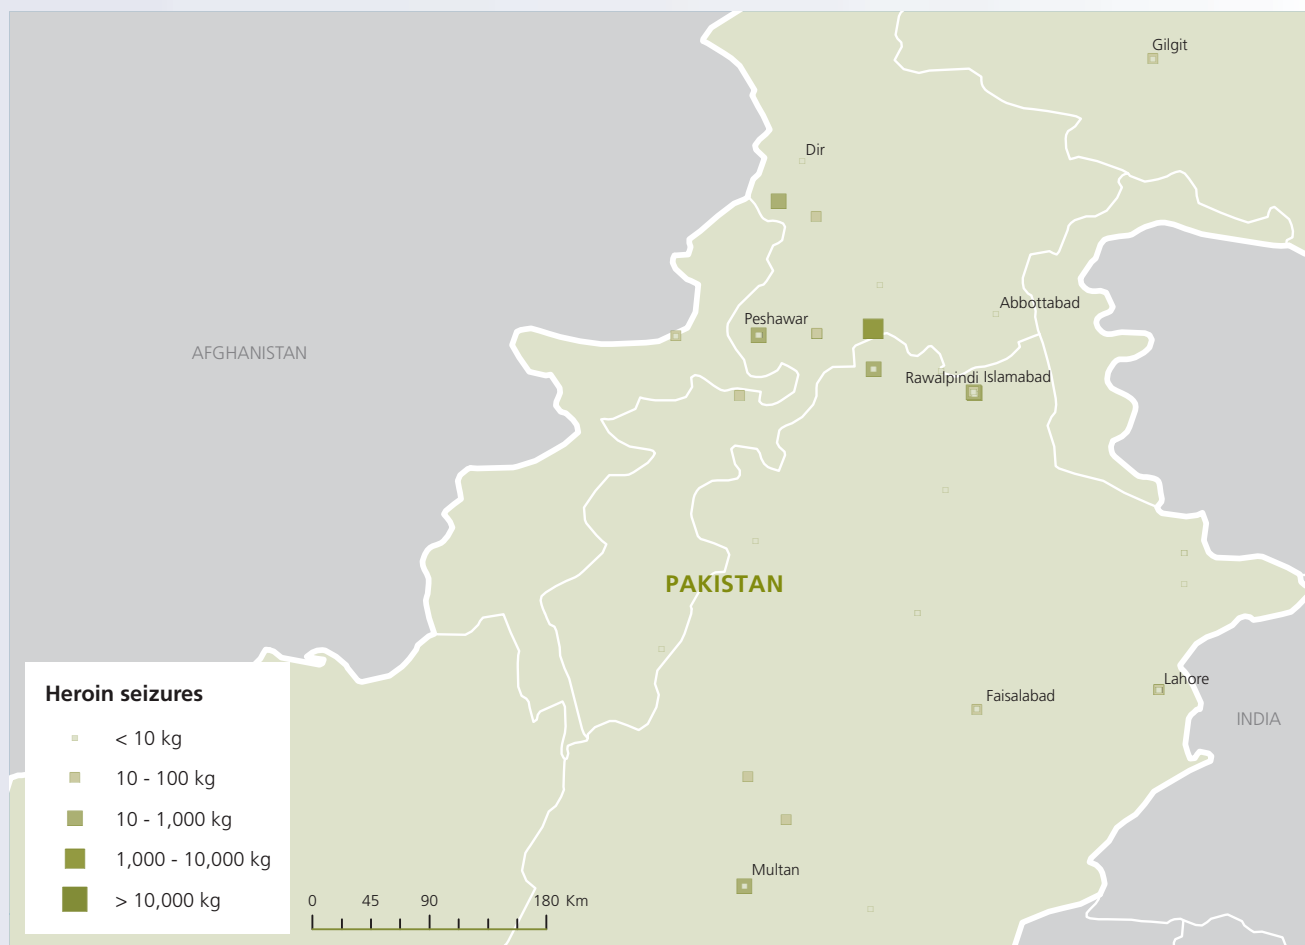 Gilgit
Dir
Abbottabad
Peshawar
AFGHANISTAN
Rawalpindi Islamabad
PAKISTAN
Lahore
Faisalabad
INDIA
Multan
Heroin seizures
< 10 kg
10 - 100 kg
10 - 1,000 kg
1,000 - 10,000 kg
> 10,000 kg
0 45 90 180 Km